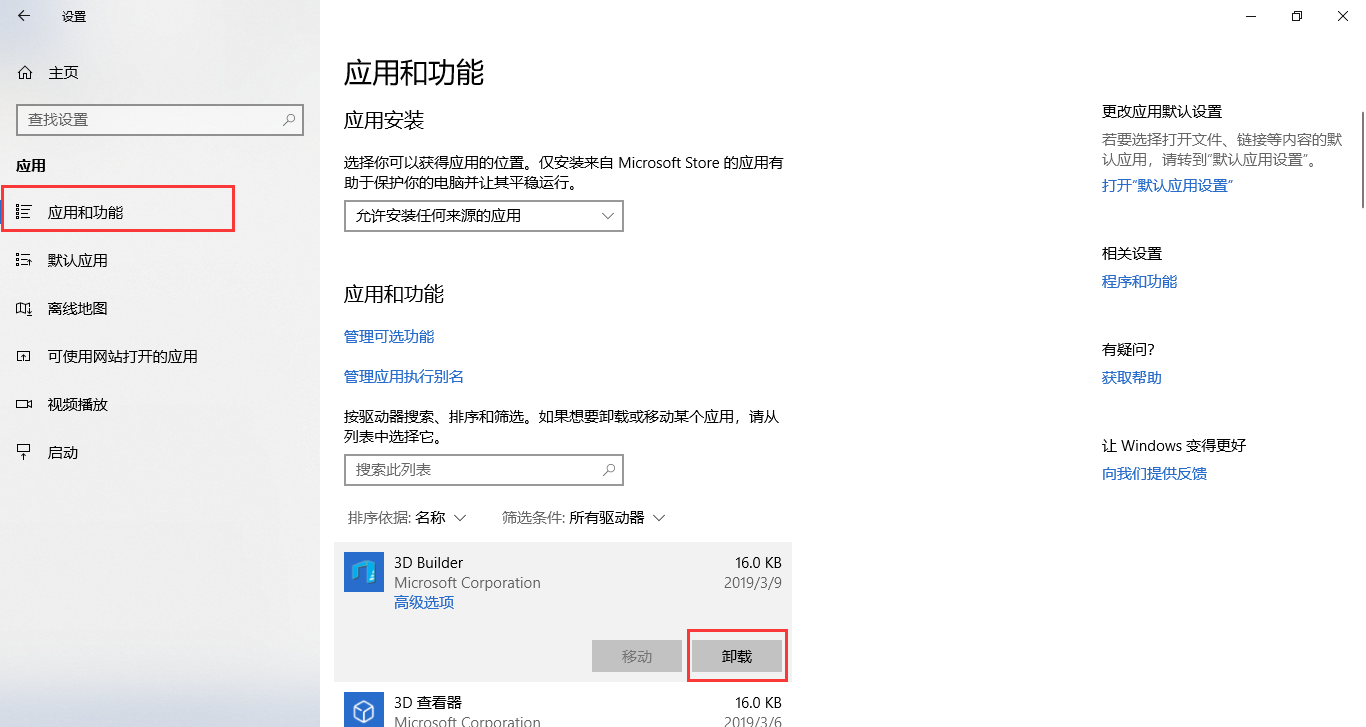 设置
主页
查找设置
应用
应用和功能
默认应用
离线地图
可使用网站打开的应用
视频播放
启动
应用和功能
应用安装
选择你可以获得应用的位置。仅安装来自 Microsoft Store 的应用有
助于保护你的电脑并让其平稳运行。
允许安装任何来源的应用
应用和功能
管理可选功能
管理应用执行别名
按驱动器搜索、排序和筛选。如果想要卸载或移动某个应用，请从
列表中选择它。
搜索此列表
排序依据: 名称 筛选条件: 所有驱动器
3D Builder 16.0 KB
Microsoft Corporation 2019/3/9
高级选项
移动 卸载
3D 查看器 16.0 KB
Microsoft Corporation 2019/3/6
更改应用默认设置
若要选择打开文件、链接等内容的默
认应用，请转到“默认应用设置”。
打开“默认应用设置”
相关设置
程序和功能
有疑问?
获取帮助
让 Windows 变得更好
向我们提供反馈